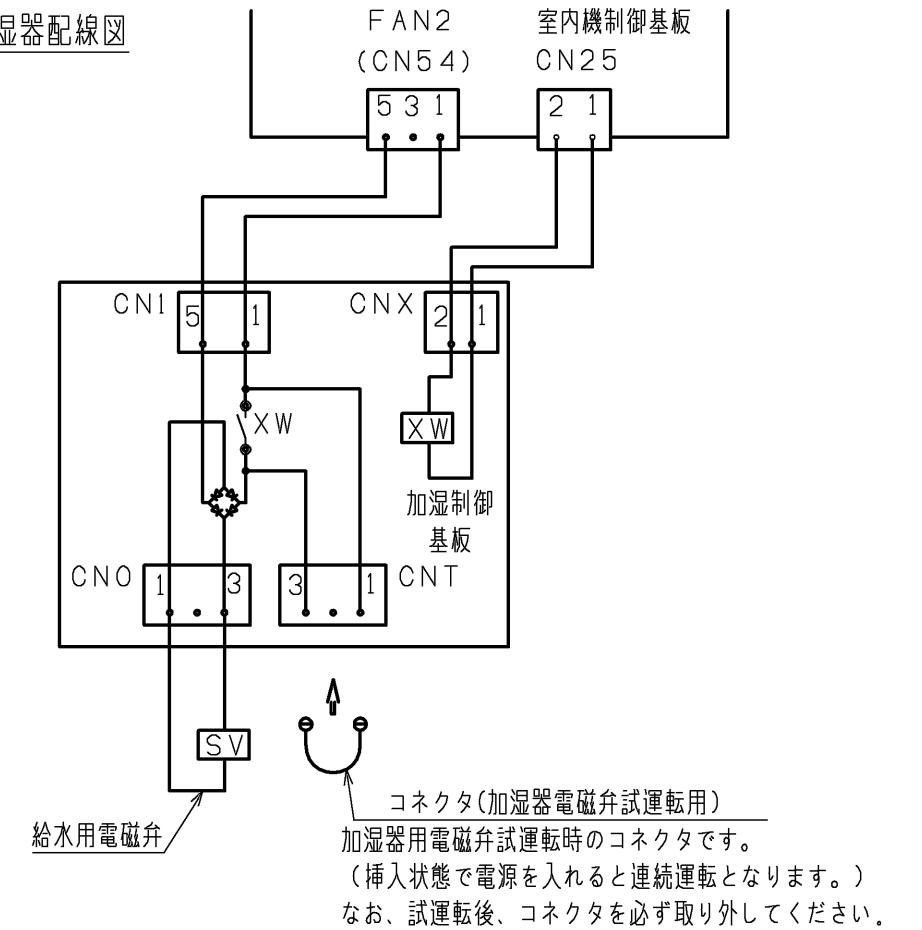 湿器配線図
FAN2
(CN54)
室内機制御基板
CN25
5 3 1
2 1
CN1
5 1
CNX
2 1
XW
XW
加湿制御
基板
CNO
1 3
3 1
CNT
SV
給水用電磁弁
コネクタ(加湿器電磁弁試運転用)
加湿器用電磁弁試運転時のコネクタです。
(挿入状態で電源を入れると連続運転となります。)
なお、試運転後、コネクタを必ず取り外してください。